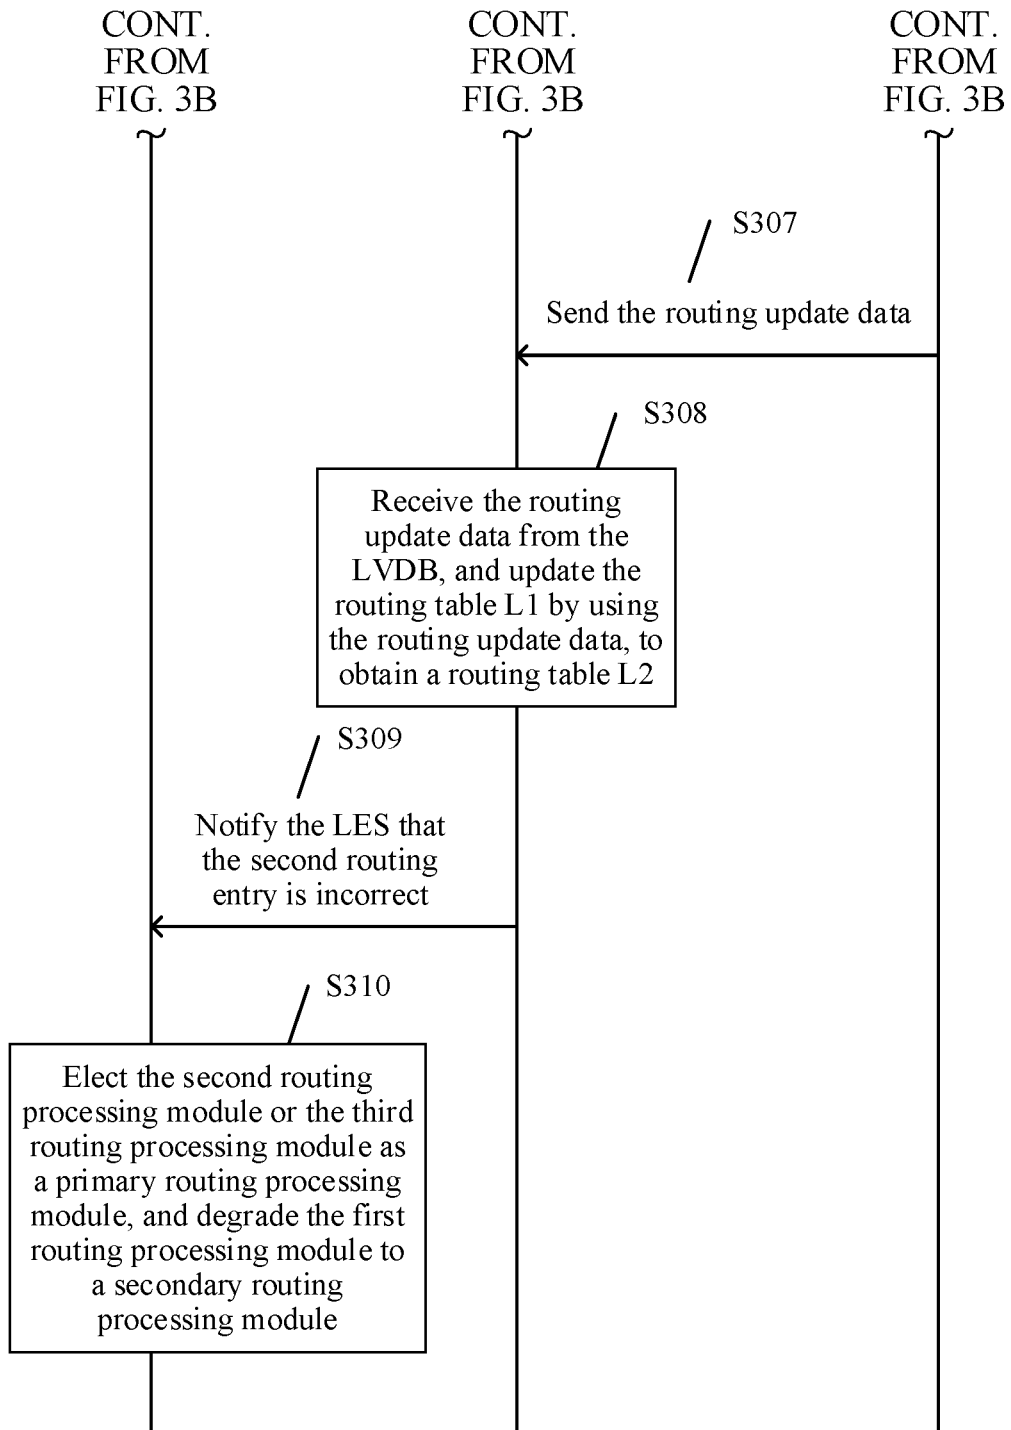 CONT.
FROM
FIG. 3B
CONT.
FROM
FIG. 3B
CONT.
FROM
FIG. 3B
S307
Send the routing update data
S308
Receive the routing
update data from the
LVDB, and update the
routing table L1 by using
the routing update data, to
obtain a routing table L2
S309
Notify the LES that
the second routing
entry is incorrect
S310
Elect the second routing
processing module or the third
routing processing module as
a primary routing processing
module, and degrade the first
routing processing module to
a secondary routing
processing module